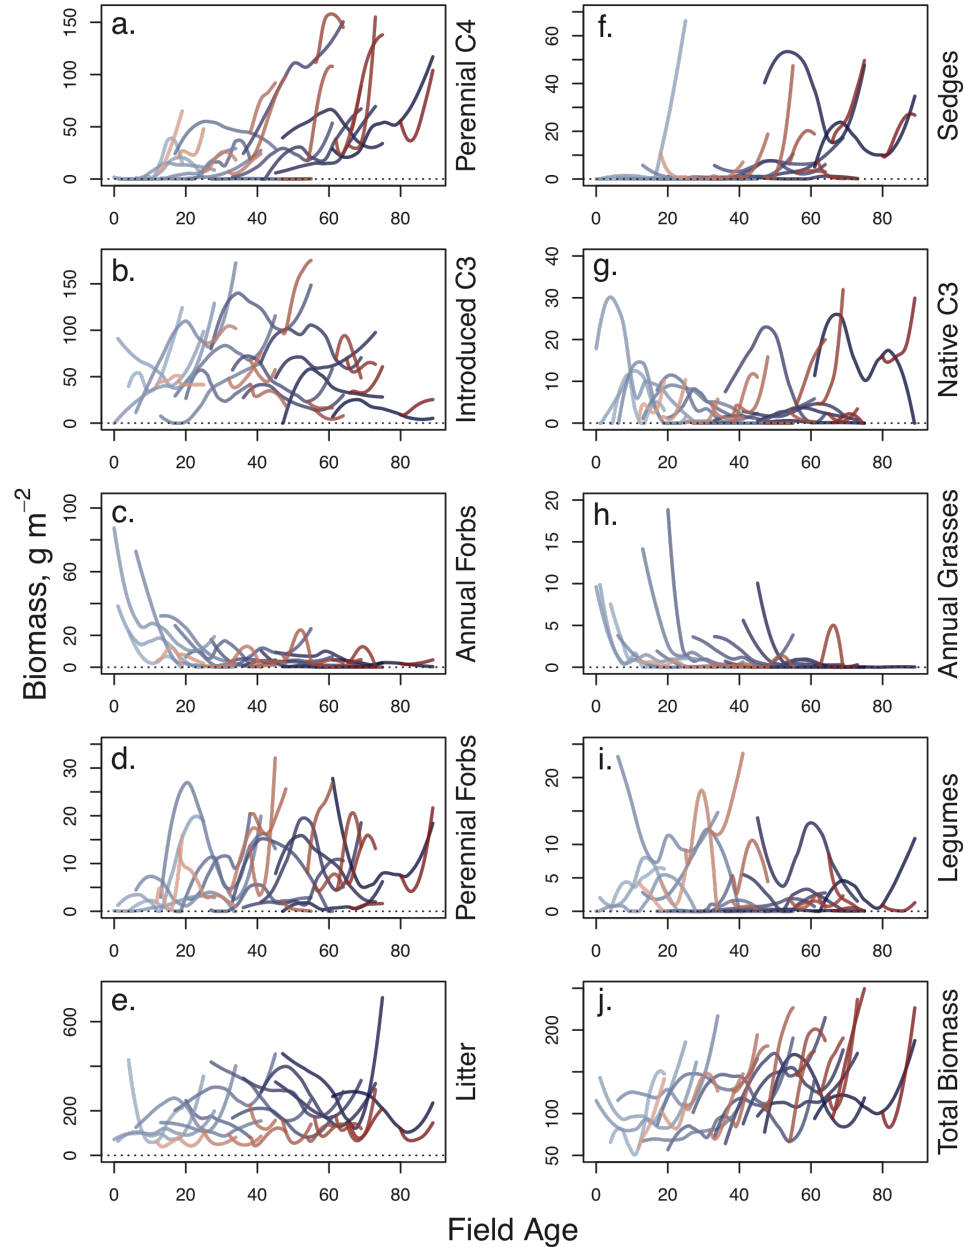 a.
150
100
50
0
Perennial C4
0 20 40 60 80
f.
60
40
20
0
Sedges
0 20 40 60 80
b.
150
100
50
0
Introduced C3
0 20 40 60 80
g.
40
30
20
10
0
Native C3
0 20 40 60 80
c.
100
60
20
0
Annual Forbs
0 20 40 60 80
h.
20
15
10
5
0
Annual Grasses
0 20 40 60 80
d.
30
20
10
0
Perennial Forbs
0 20 40 60 80
i.
20
10
5
0
Legumes
0 20 40 60 80
e.
600
200
0
Litter
0 20 40 60 80
j.
200
100
50
Total Biomass
0 20 40 60 80
Biomass, g m−2
Field Age